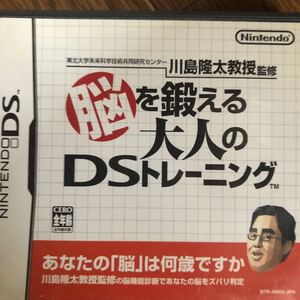 Nintendo
東北大学未来科学技術共同研究センター
川島隆太教授監修
脳を鍛える
大人の
DSトレーニング™
NINTENDO DS™
CERO
全年齢
あなたの「脳」は何歳ですか
川島隆太教授監修の脳機能診断であなたの脳をズバリ判定